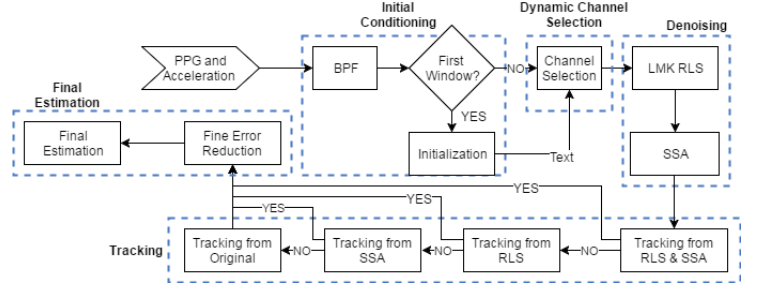 Initial
Conditioning
Dynamic Channel
Selection
Denoising
PPG and
Acceleration
BPF
First
Window?
NO
Channel
Selection
LMK RLS
YES
Initialization
Text
SSA
Final
Estimation
Final
Estimation
Fine Error
Reduction
YES
YES
YES
Tracking
Tracking from
Original
NO
Tracking from
SSA
NO
Tracking from
RLS
NO
Tracking from
RLS & SSA